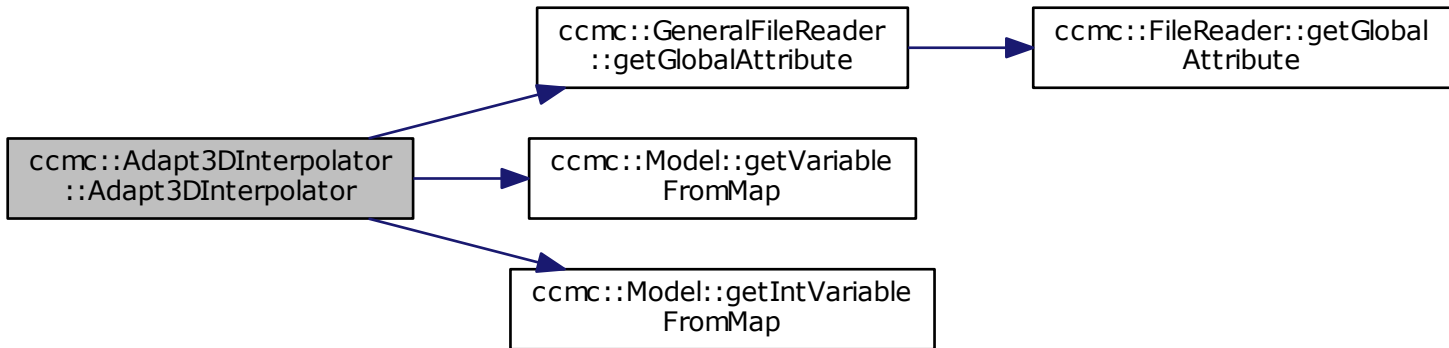 ccmc::GeneralFileReader
::getGlobalAttribute
ccmc::FileReader::getGlobal
Attribute
ccmc::Adapt3DInterpolator
::Adapt3DInterpolator
ccmc::Model::getVariable
FromMap
ccmc::Model::getIntVariable
FromMap